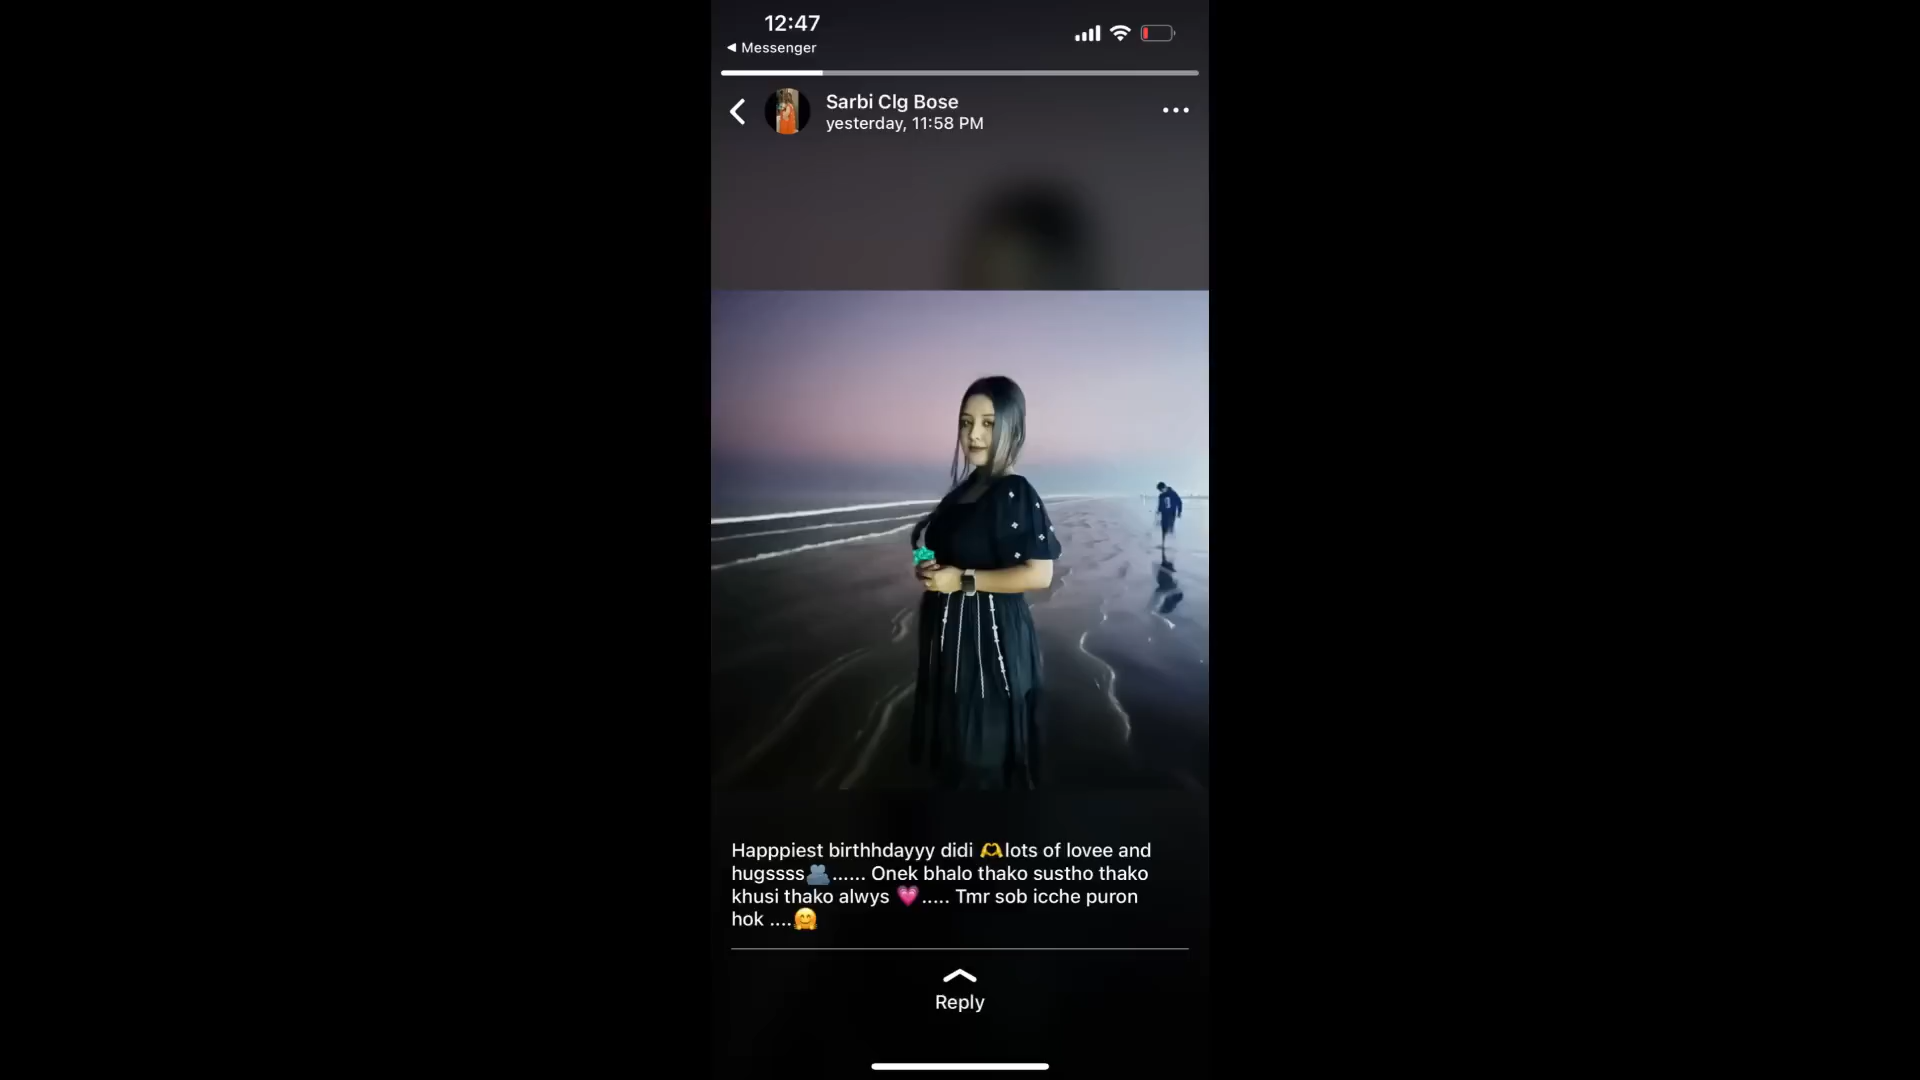 12:47
◀ Messenger
Sarbi Clg Bose
yesterday, 11:58 PM
Happpiest birthhdayyy didi 🫶lots of lovee and
hugssss🫂...... Onek bhalo thako sustho thako
khusi thako alwys 💗..... Tmr sob icche puron
hok ....🤗
Reply